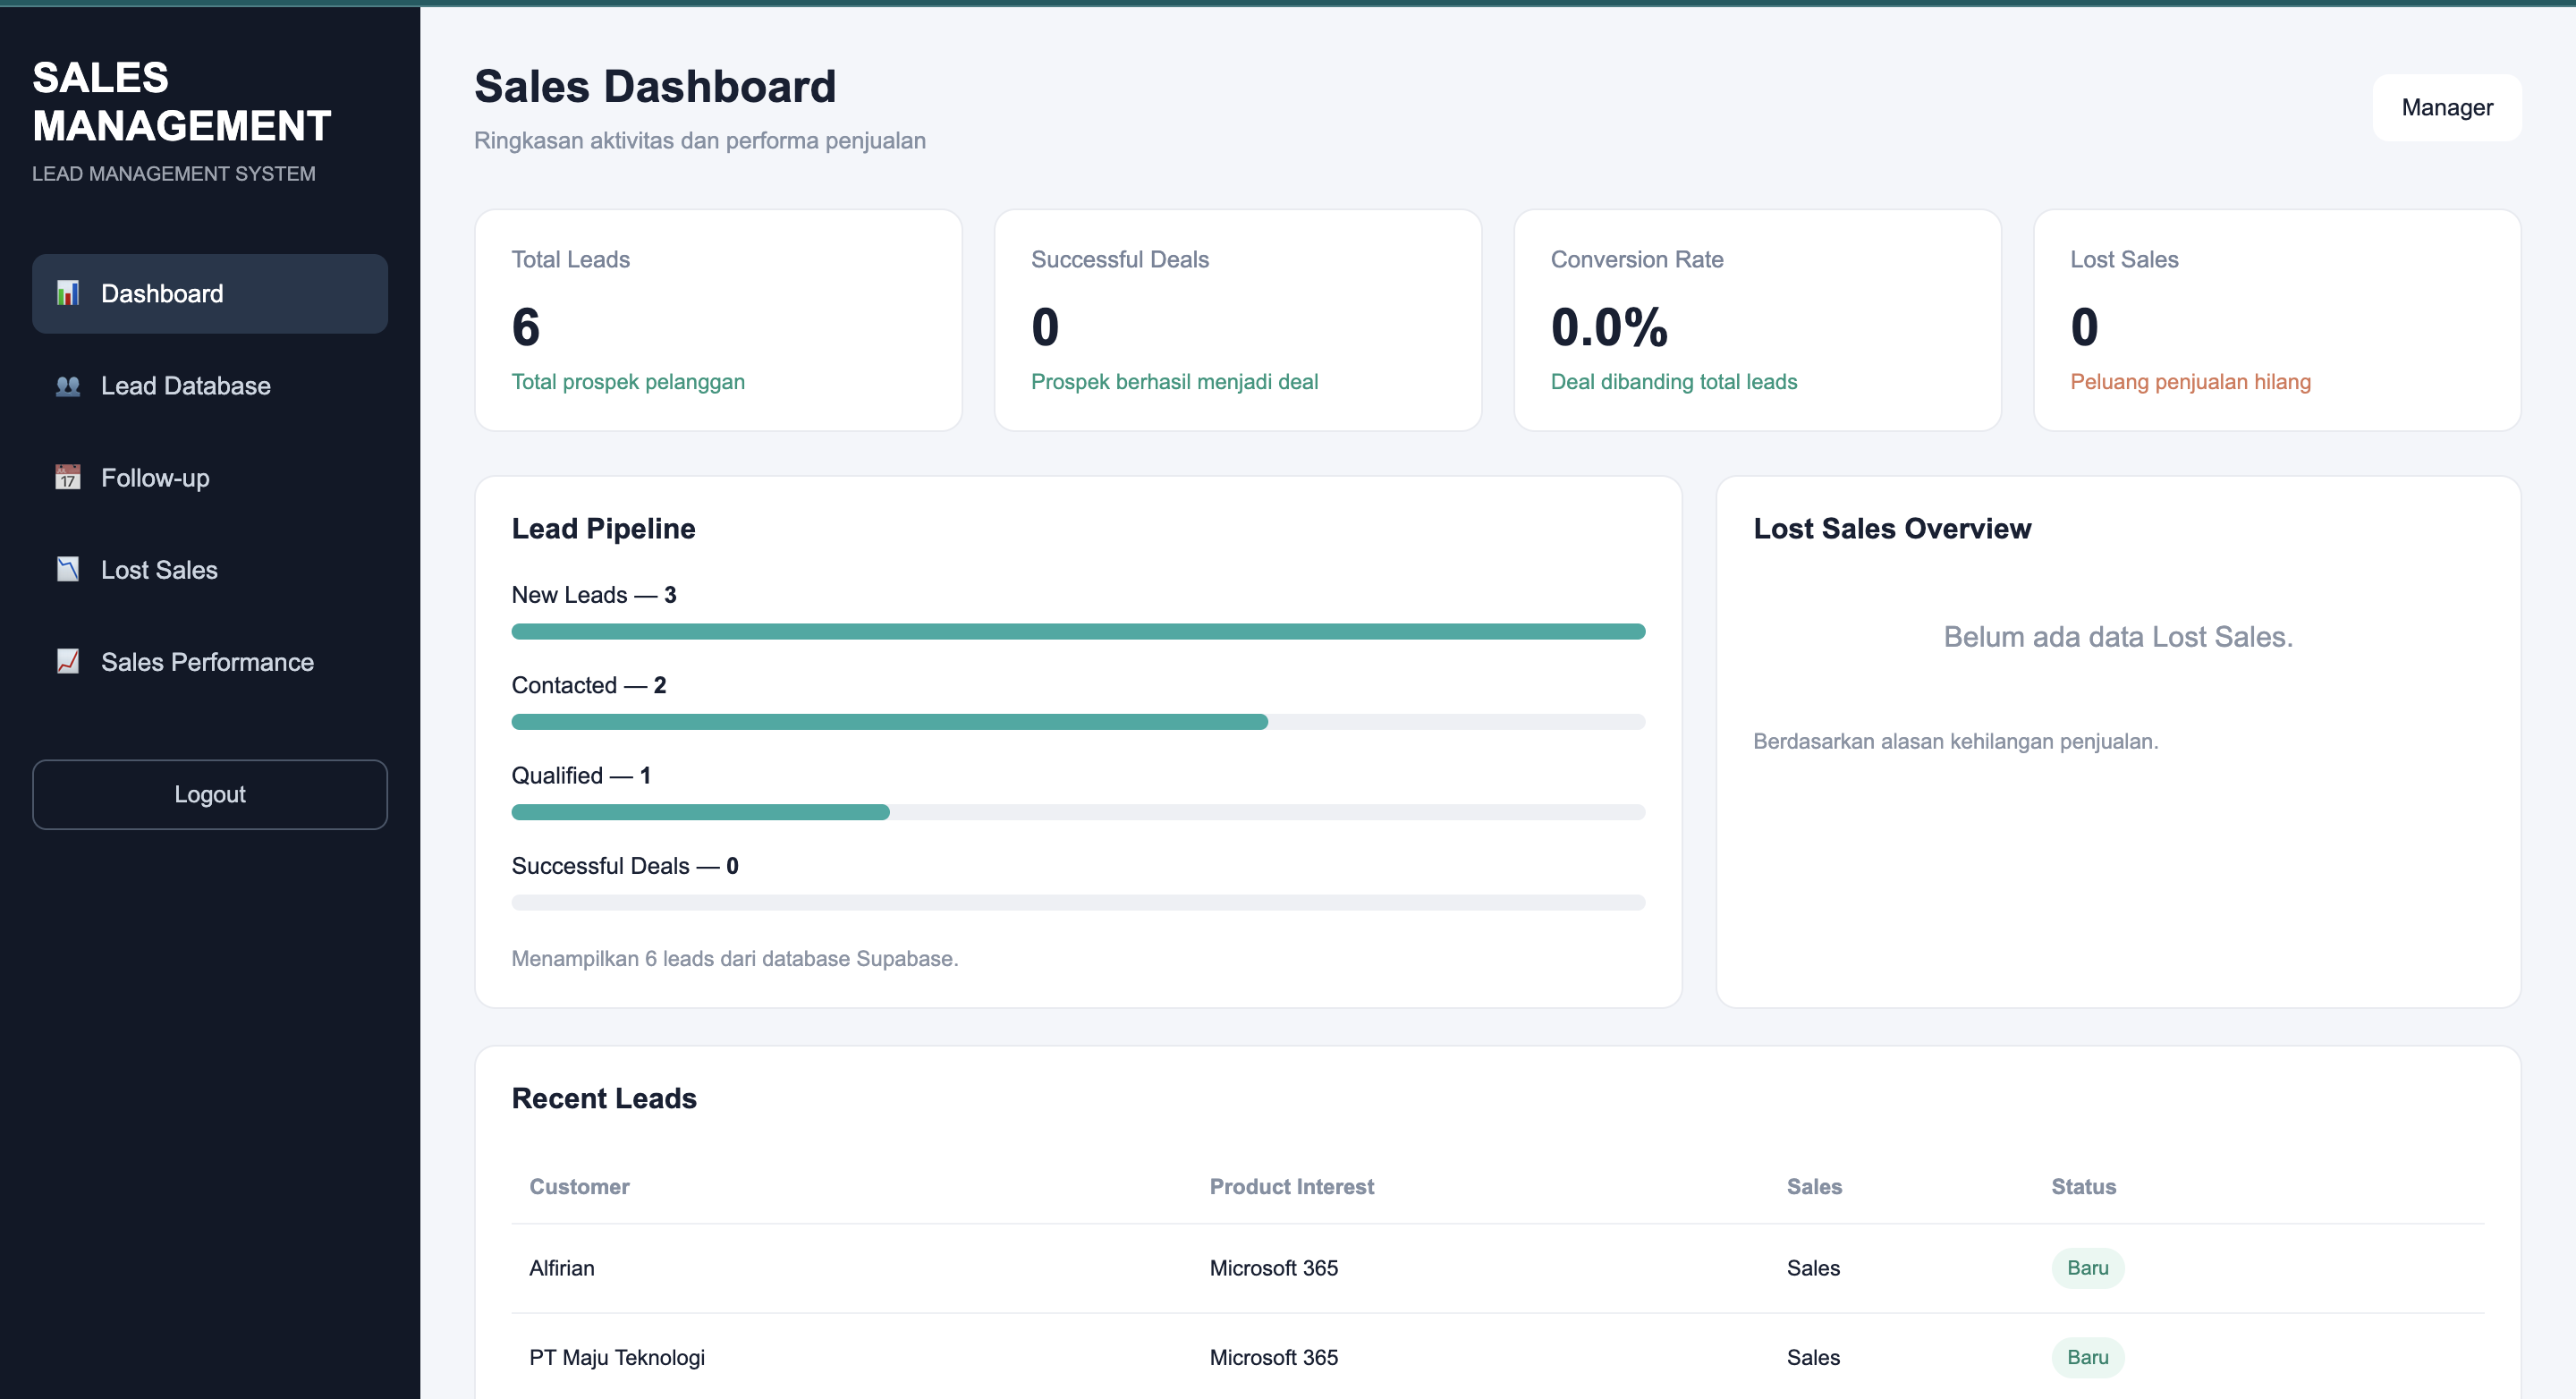 SALES
MANAGEMENT
LEAD MANAGEMENT SYSTEM
Dashboard
Lead Database
17
Follow-up
Lost Sales
Sales Performance
Logout
Sales Dashboard
Ringkasan aktivitas dan performa penjualan
Manager
Total Leads
6
Total prospek pelanggan
Successful Deals
0
Prospek berhasil menjadi deal
Conversion Rate
0.0%
Deal dibanding total leads
Lost Sales
0
Peluang penjualan hilang
Lead Pipeline
New Leads — 3
Contacted — 2
Qualified — 1
Successful Deals — 0
Menampilkan 6 leads dari database Supabase.
Lost Sales Overview
Belum ada data Lost Sales.
Berdasarkan alasan kehilangan penjualan.
Recent Leads
Customer Product Interest Sales Status
Alfirian Microsoft 365 Sales Baru
PT Maju Teknologi Microsoft 365 Sales Baru